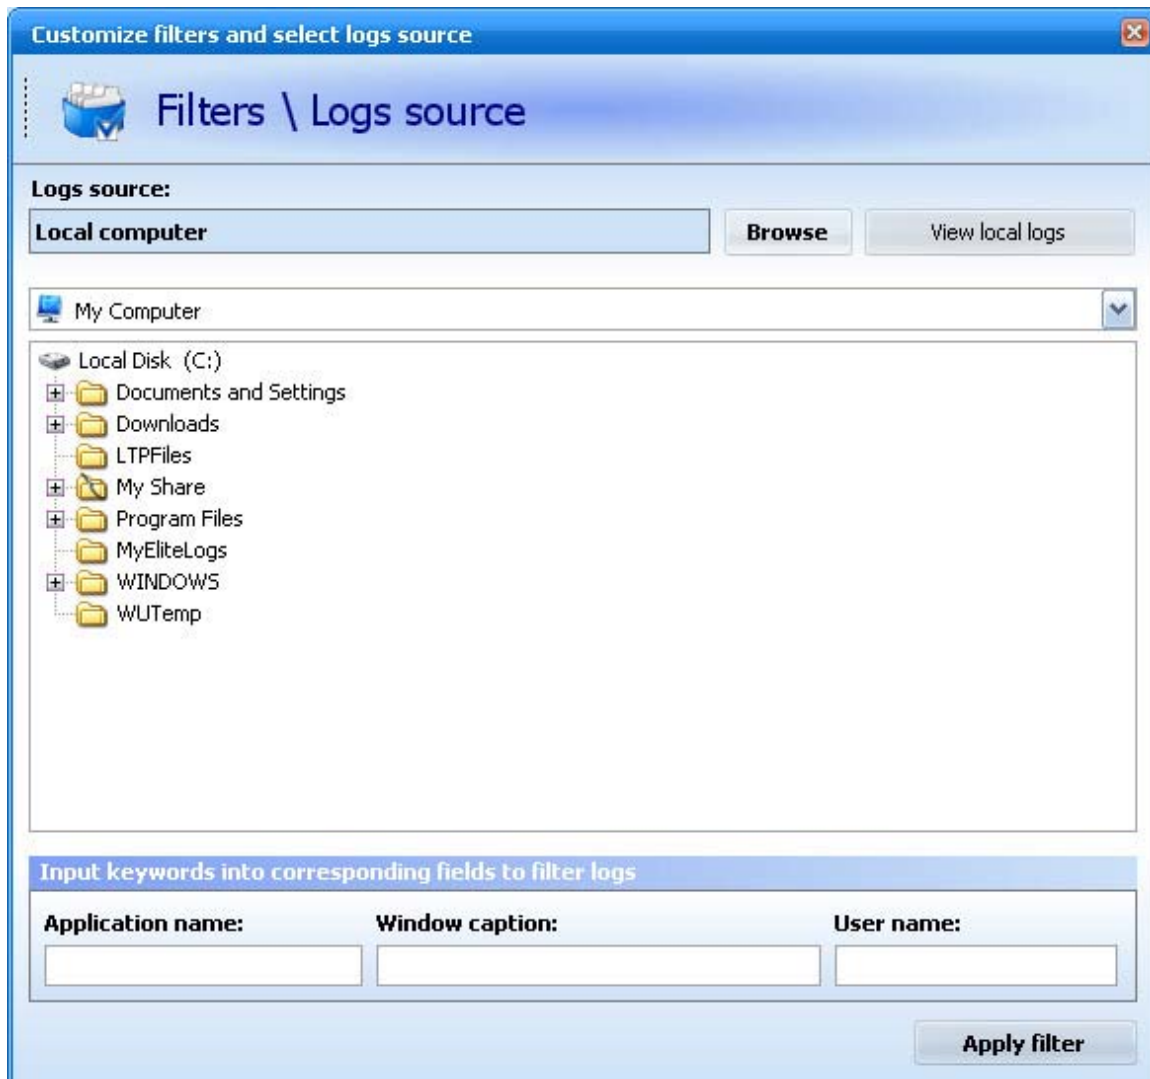 Customize filters and select logs source
Filters \ Logs source
Logs source:
Local computer Browse View local logs
My Computer
Local Disk (C:)
Documents and Settings
Downloads
LTPFiles
My Share
Program Files
MyEliteLogs
WINDOWS
WUTemp
Input keywords into corresponding fields to filter logs
Application name: Window caption: User name:
Apply filter